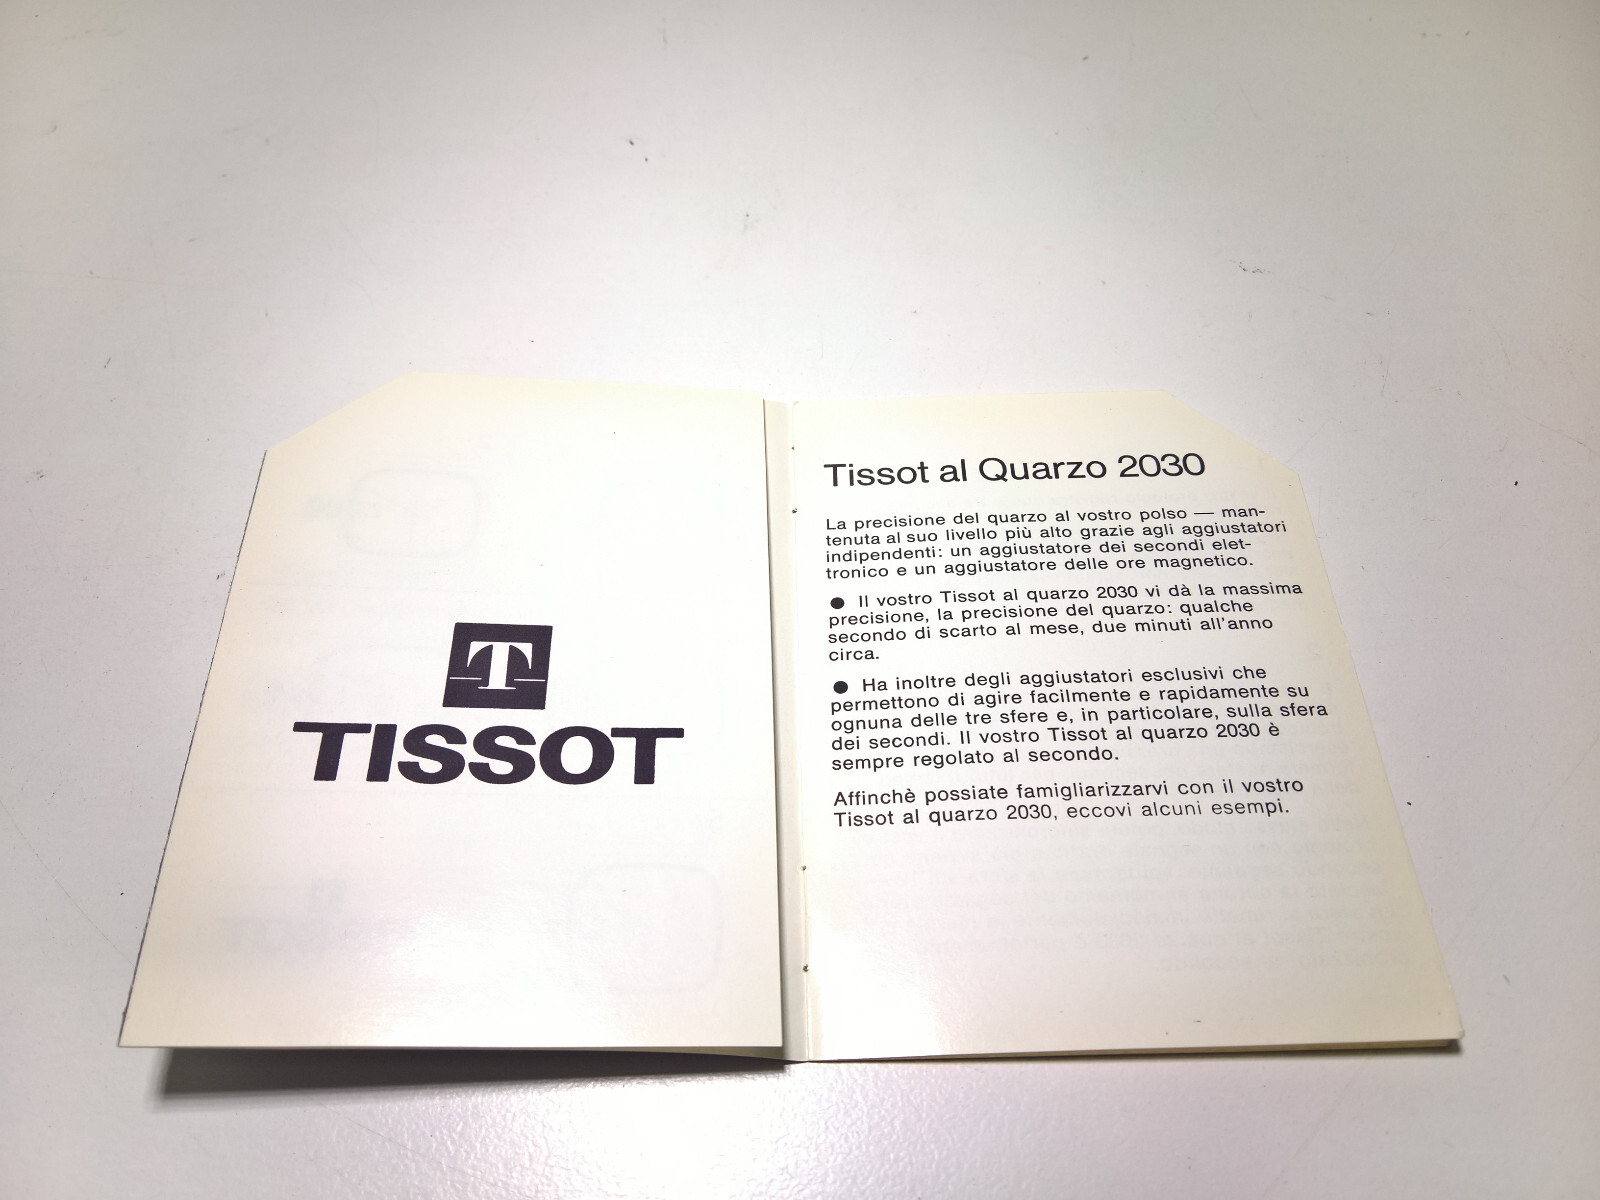 T
TISSOT
Tissot al Quarzo 2030
La precisione del quarzo al vostro polso — man-
tenuta al suo livello più alto grazie agli aggiustatori
indipendenti: un aggiustatore dei secondi elet-
tronico e un aggiustatore delle ore magnetico.
● Il vostro Tissot al quarzo 2030 vi dà la massima
precisione, la precisione del quarzo: qualche
secondo di scarto al mese, due minuti all'anno
circa.
● Ha inoltre degli aggiustatori esclusivi che
permettono di agire facilmente e rapidamente su
ognuna delle tre sfere e, in particolare, sulla sfera
dei secondi. Il vostro Tissot al quarzo 2030 è
sempre regolato al secondo.
Affinchè possiate famigliarizzarvi con il vostro
Tissot al quarzo 2030, eccovi alcuni esempi.